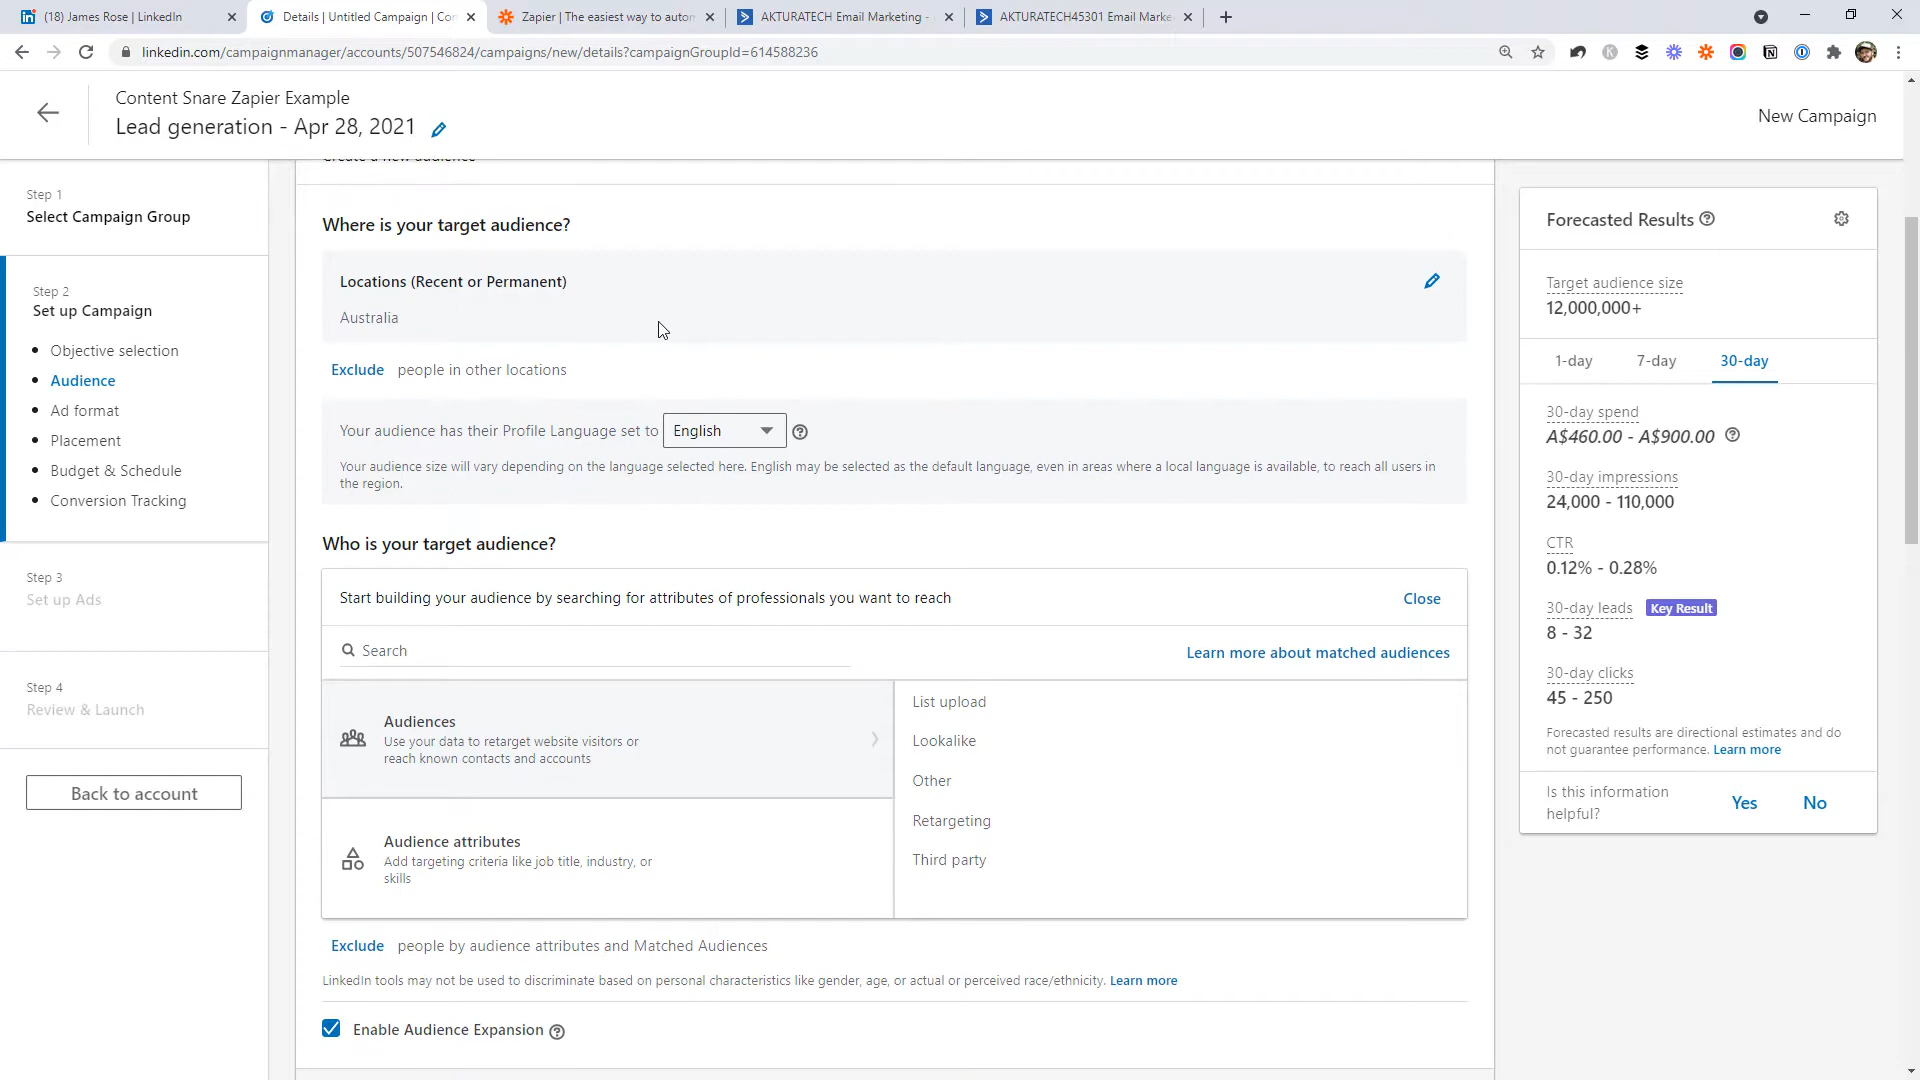 (18) James Rose | LinkedIn
Details | Untitled Campaign | Con
Zapier | The easiest way to autom
AKTURATECH Email Marketing -
AKTURATECH45301 Email Marke
linkedin.com/campaignmanager/accounts/507546824/campaigns/new/details?campaignGroupId=614588236
Content Snare Zapier Example
Lead generation - Apr 28, 2021
New Campaign
Step 1
Select Campaign Group
Step 2
Set up Campaign
Objective selection
Audience
Ad format
Placement
Budget & Schedule
Conversion Tracking
Step 3
Set up Ads
Step 4
Review & Launch
Back to account
Create a new audience
Where is your target audience?
Locations (Recent or Permanent)
Australia
Exclude people in other locations
Your audience has their Profile Language set to English
Your audience size will vary depending on the language selected here. English may be selected as the default language, even in areas where a local language is available, to reach all users in
the region.
Who is your target audience?
Start building your audience by searching for attributes of professionals you want to reach
Close
Search
Learn more about matched audiences
Audiences
Use your data to retarget website visitors or
reach known contacts and accounts
Audience attributes
Add targeting criteria like job title, industry, or
skills
List upload
Lookalike
Other
Retargeting
Third party
Exclude people by audience attributes and Matched Audiences
LinkedIn tools may not be used to discriminate based on personal characteristics like gender, age, or actual or perceived race/ethnicity. Learn more
Enable Audience Expansion
Forecasted Results
Target audience size
12,000,000+
1-day 7-day 30-day
30-day spend
A$460.00 - A$900.00
30-day impressions
24,000 - 110,000
CTR
0.12% - 0.28%
30-day leads Key Result
8 - 32
30-day clicks
45 - 250
Forecasted results are directional estimates and do
not guarantee performance. Learn more
Is this information
helpful?
Yes
No